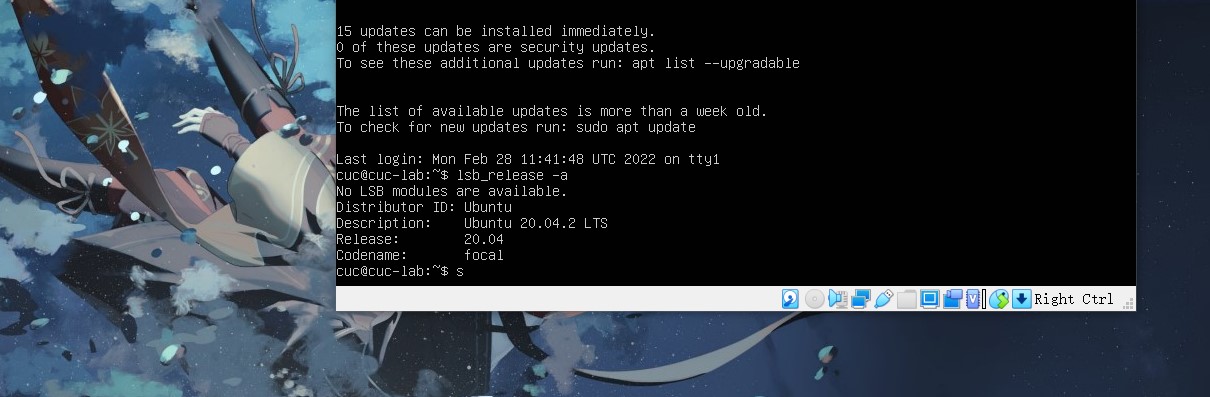 15 updates can be installed immediately.
0 of these updates are security updates.
To see these additional updates run: apt list --upgradable
The list of available updates is more than a week old.
To check for new updates run: sudo apt update
Last login: Mon Feb 28 11:41:48 UTC 2022 on tty1
cuc@cuc-lab:~$ lsb_release -a
No LSB modules are available.
Distributor ID: Ubuntu
Description:    Ubuntu 20.04.2 LTS
Release:        20.04
Codename:       focal
cuc@cuc-lab:~$ s
Right Ctrl